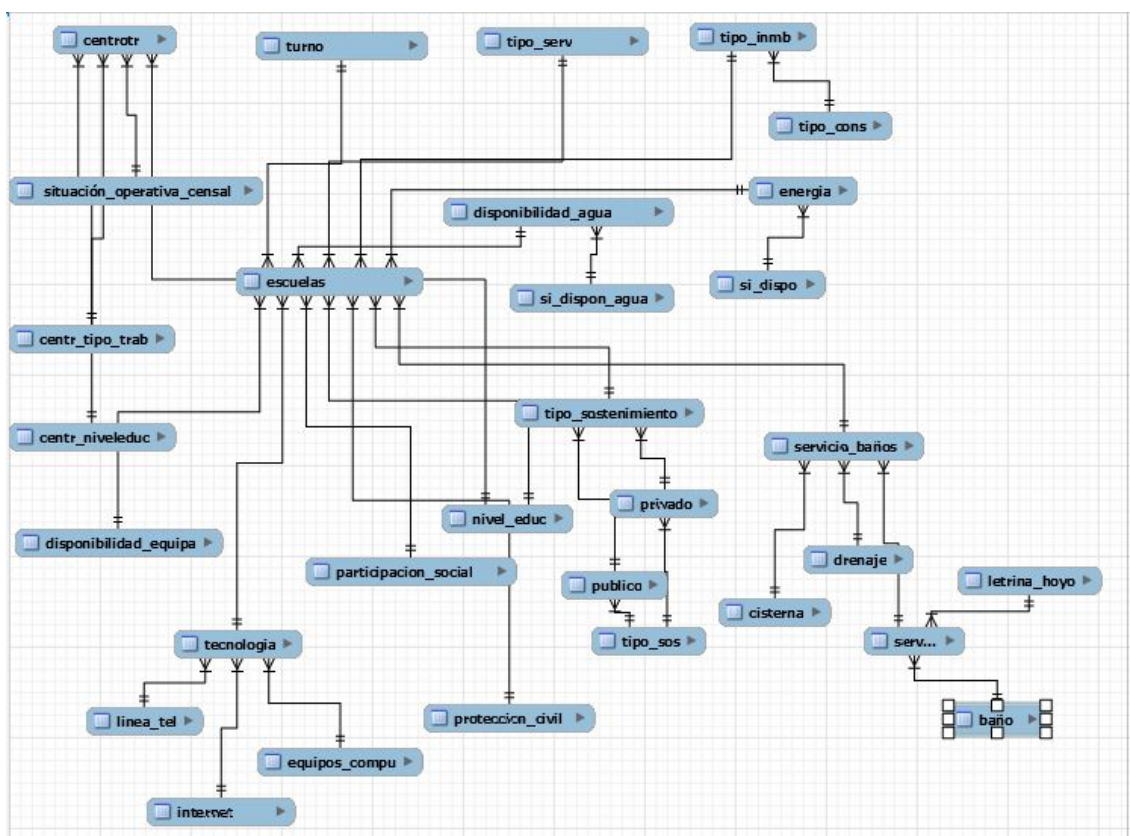 centrotr
turno
tipo_serv
tipo_inmb
tipo_cons
situación_operativa_censal
disponibilidad_agua
energia
escuelas
si_dispon_agua
si_dispo
centr_tipo_trab
tipo_sostenimiento
centr_niveleduc
servicio_baños
privado
nivel_educ
disponibilidad_equipa
drenaje
participacion_social
publico
letrina_hoyo
cisterna
tecnologia
tipo_sos
serv...
linea_tel
proteccion_civil
baño
equipos_compu
internet